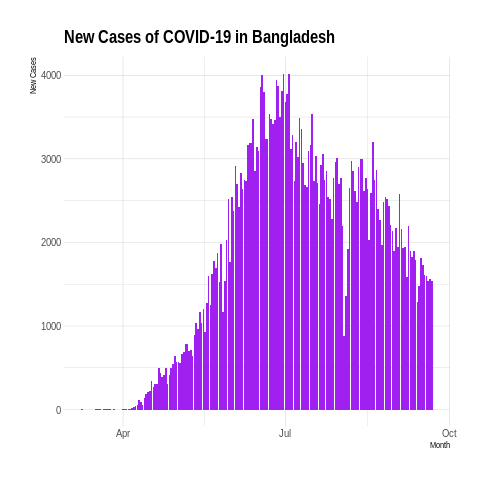 New Cases of COVID-19 in Bangladesh
New Cases
4000
3000
2000
1000
0
Apr
Jul
Oct
Month